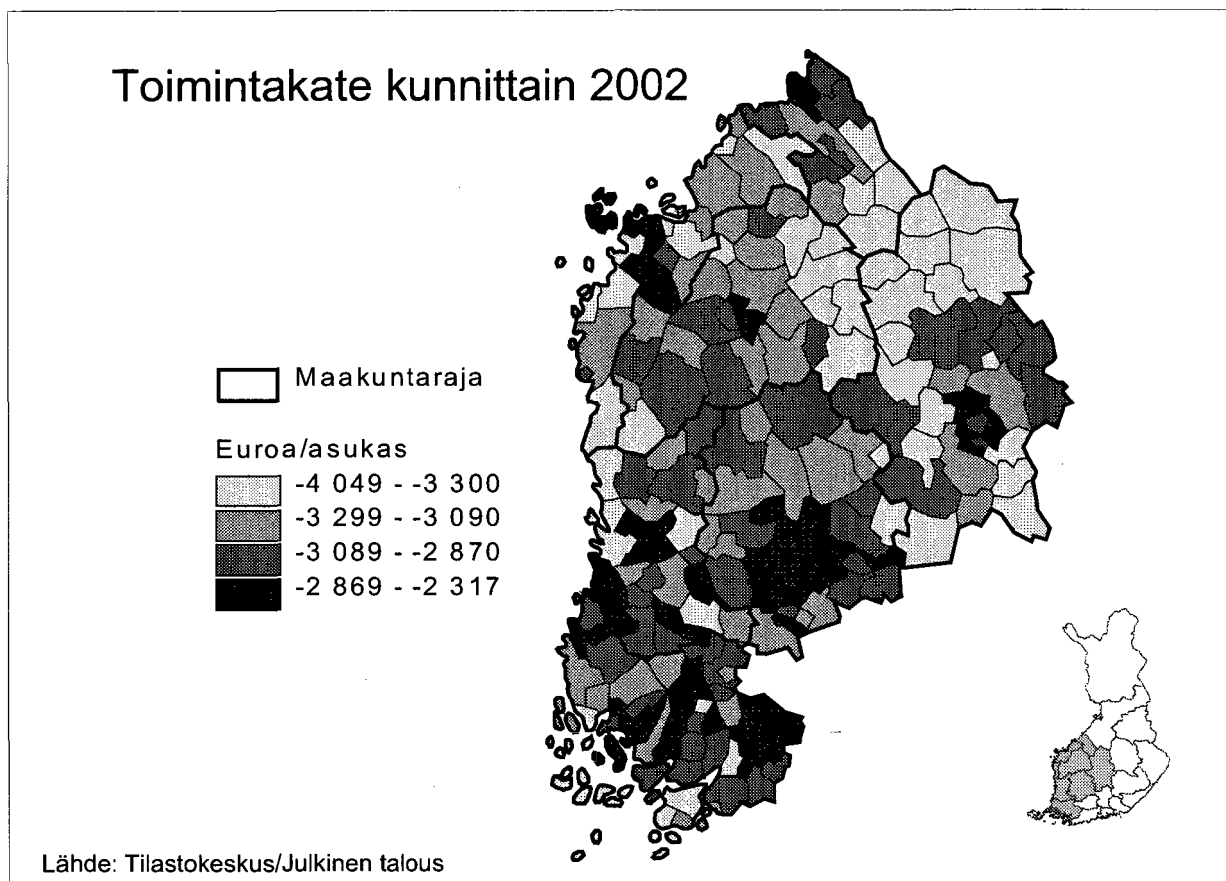 Toimintakate kunnittain 2002
Maakuntaraja
Euroa/asukas
-4 049 - -3 300
-3 299 - -3 090
-3 089 - -2 870
-2 869 - -2 317
Lähde: Tilastokeskus/Julkinen talous